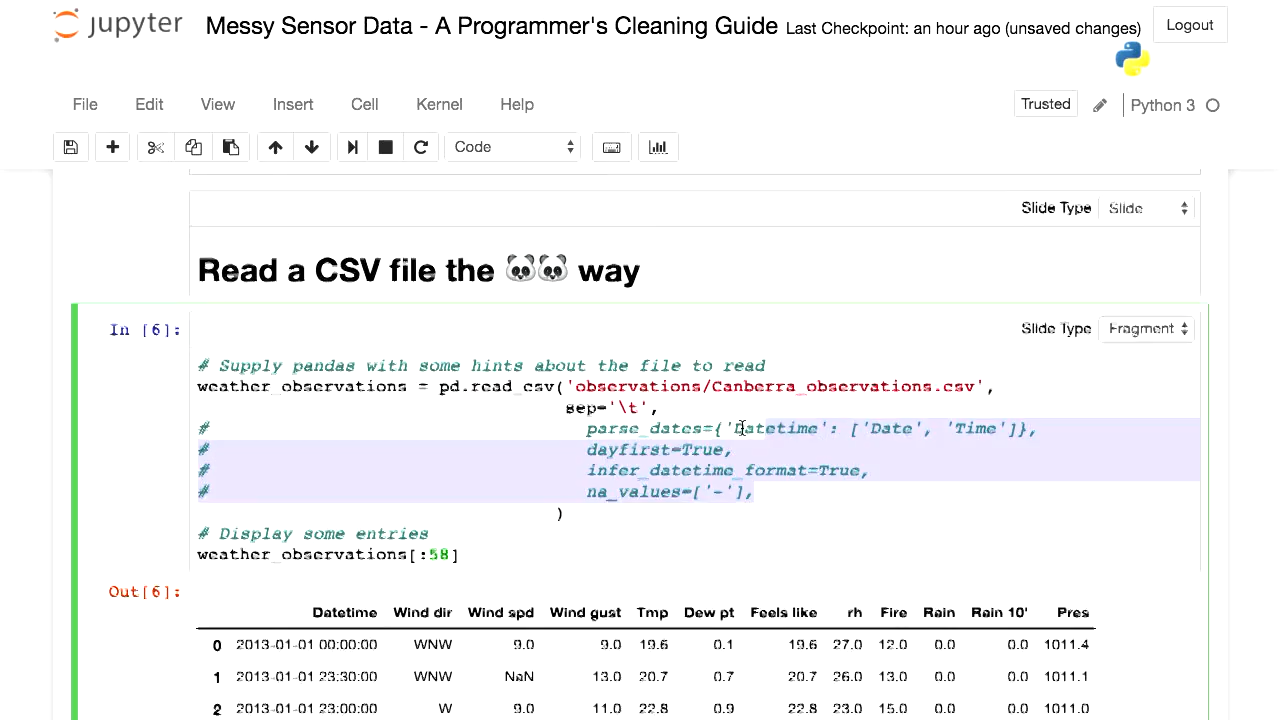 jupyter Messy Sensor Data - A Programmer's Cleaning Guide Last Checkpoint: an hour ago (unsaved changes) Logout
File Edit View Insert Cell Kernel Help Trusted Python 3
Code
Slide Type Slide
Read a CSV file the 🐼🐼 way
In [6]: Slide Type Fragment
# Supply pandas with some hints about the file to read
weather_observations = pd.read_csv('observations/Canberra_observations.csv',
sep='\t',
# parse_dates={'Datetime': ['Date', 'Time']},
# dayfirst=True,
# infer_datetime_format=True,
# na_values=['-'],
)
# Display some entries
weather_observations[:58]
Out[6]:
Datetime Wind dir Wind spd Wind gust Tmp Dew pt Feels like rh Fire Rain Rain 10' Pres
0 2013-01-01 00:00:00 WNW 9.0 9.0 19.6 0.1 19.6 27.0 12.0 0.0 0.0 1011.4
1 2013-01-01 23:30:00 WNW NaN 13.0 20.7 0.7 20.7 26.0 13.0 0.0 0.0 1011.1
2 2013-01-01 23:00:00 W 9.0 11.0 22.8 0.9 22.8 23.0 15.0 0.0 0.0 1011.0